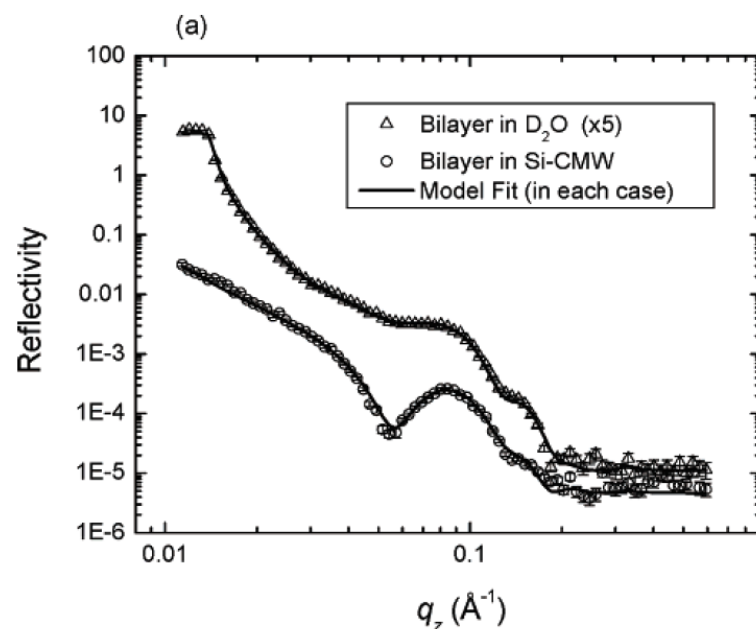 (a)
100
10
1
0.1
0.01
1E-3
1E-4
1E-5
1E-6
Reflectivity
Bilayer in D₂O (x5)
Bilayer in Si-CMW
Model Fit (in each case)
0.01
0.1
q_z (Å⁻¹)